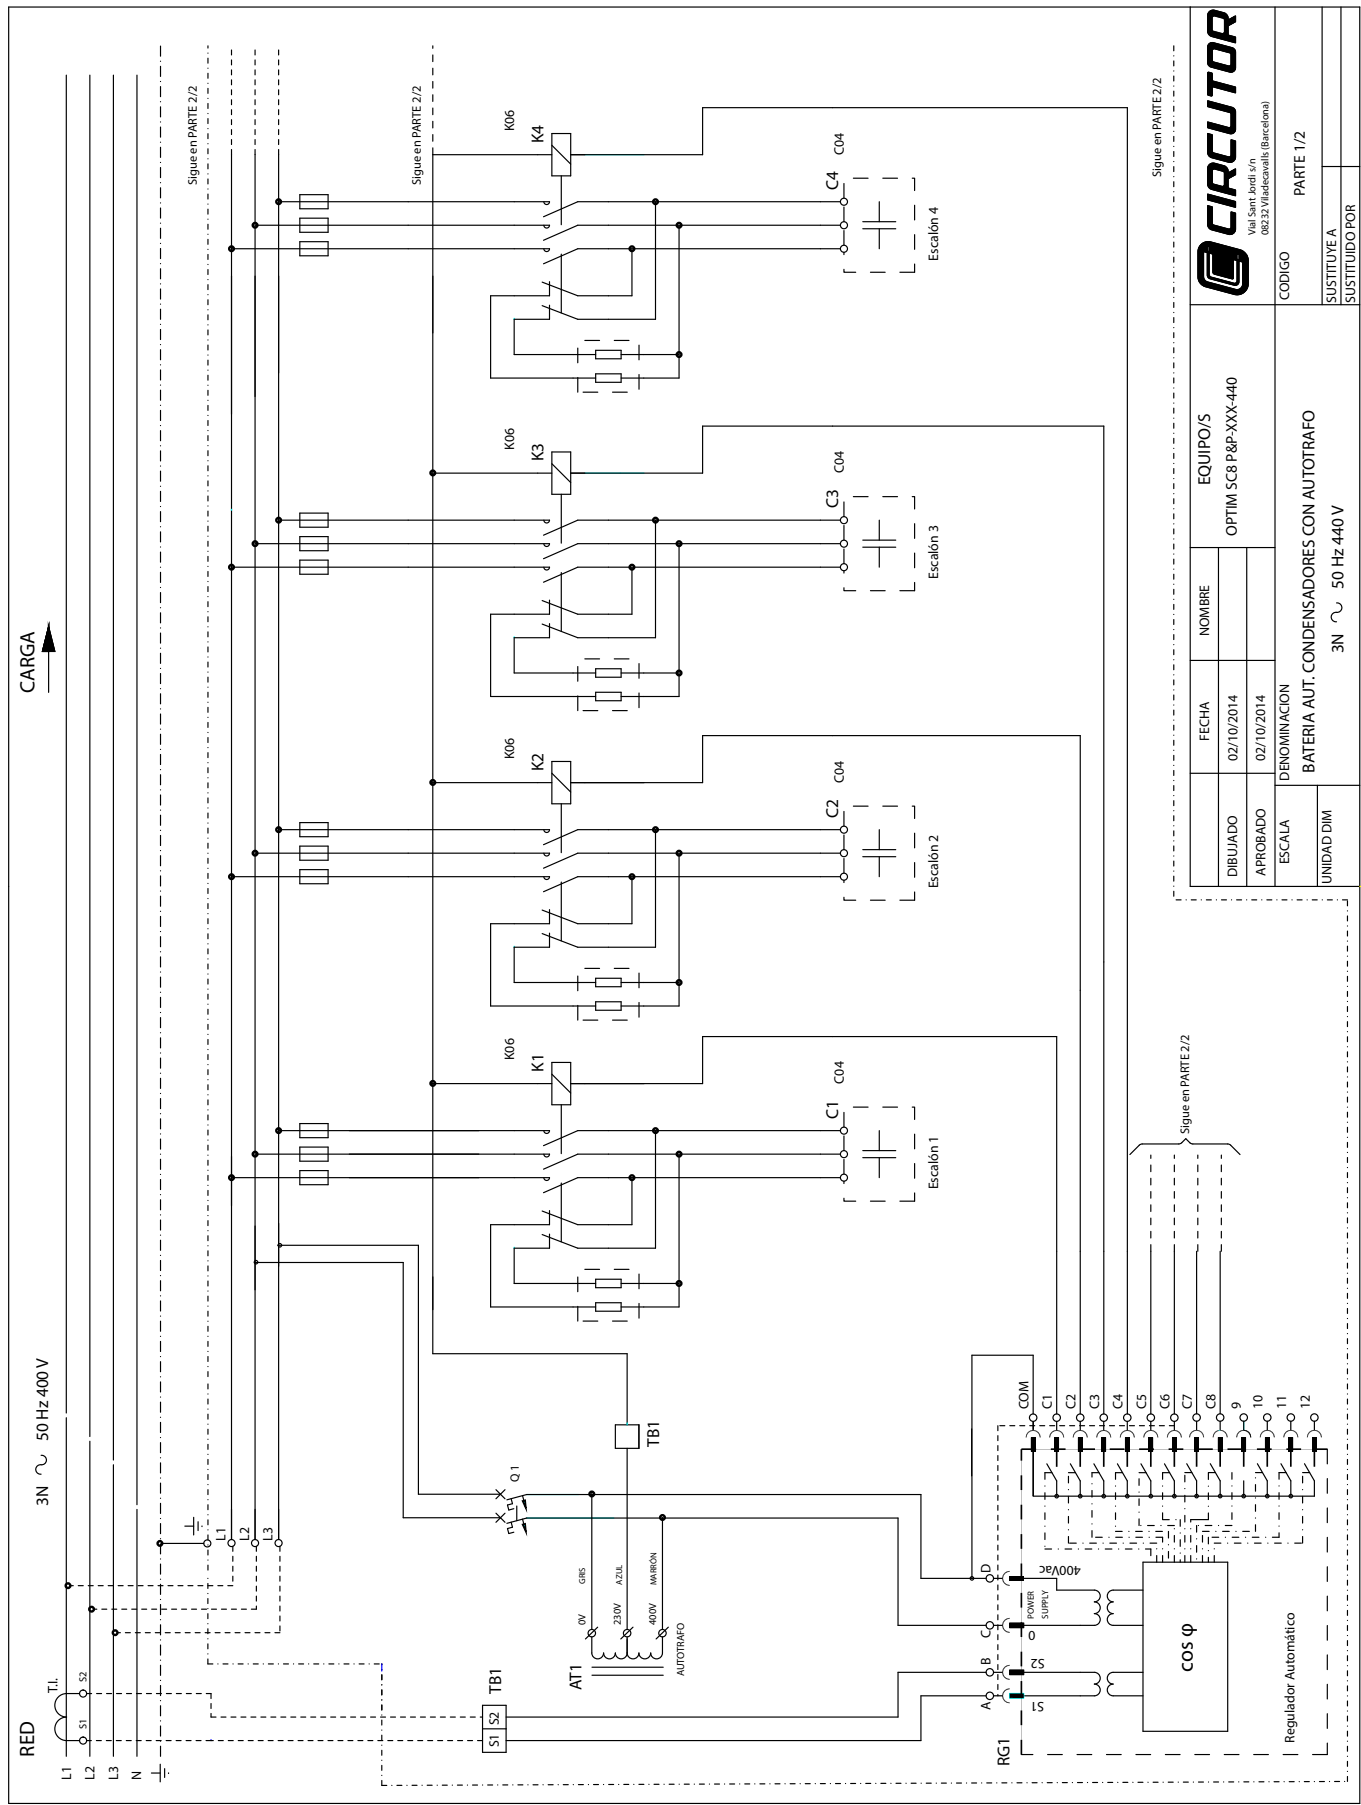 RED
3N ∿ 50 Hz 400 V
CARGA
L1
L2
L3
N
T.I.
S1
S2
L1
L2
L3
Sigue en PARTE 2/2
Sigue en PARTE 2/2
TB1
S1
S2
AT1
AUTOTRAFO
0V
GRIS
230V
AZUL
400V
MARRÓN
Q1
TB1
K06
K1
C1
C04
Escalón 1
K06
K2
C2
C04
Escalón 2
K06
K3
C3
C04
Escalón 3
K06
K4
C4
C04
Escalón 4
RG1
A
B
C
D
S1
S2
0
POWER
SUPPLY
400Vac
cos φ
Regulador Automático
COM
C1
C2
C3
C4
C5
C6
C7
C8
9
10
11
12
Sigue en PARTE 2/2
Sigue en PARTE 2/2
FECHA
NOMBRE
EQUIPO/S
DIBUJADO
02/10/2014
OPTIM SC8 P&P-XXX-440
APROBADO
02/10/2014
CIRCUTOR
Vial Sant Jordi s/n
08232 Viladecavalls (Barcelona)
ESCALA
DENOMINACION
BATERIA AUT. CONDENSADORES CON AUTOTRAFO
3N ∿ 50 Hz 440 V
CODIGO
PARTE 1/2
UNIDAD DIM
SUSTITUYE A
SUSTITUIDO POR